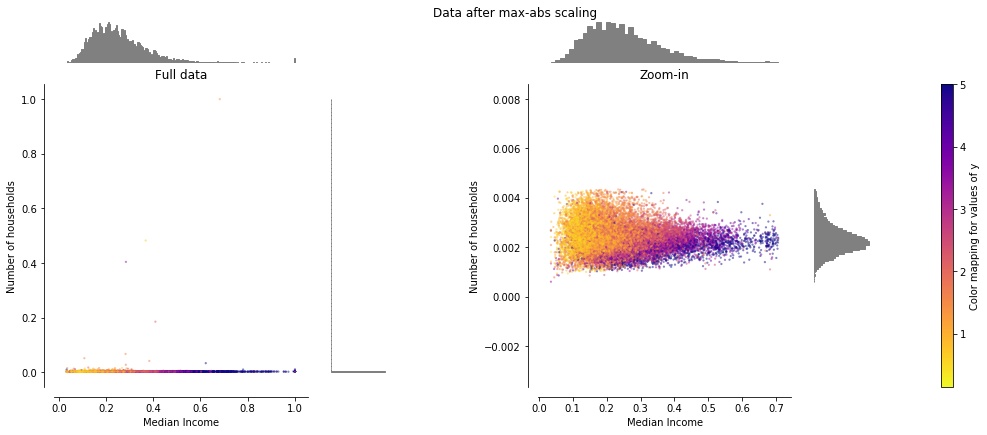 Data after max-abs scaling
Full data
Number of households
1.0
0.8
0.6
0.4
0.2
0.0
0.0 0.2 0.4 0.6 0.8 1.0
Median Income
Zoom-in
Number of households
0.008
0.006
0.004
0.002
0.000
−0.002
0.0 0.1 0.2 0.3 0.4 0.5 0.6 0.7
Median Income
5
4
3
2
1
Color mapping for values of y